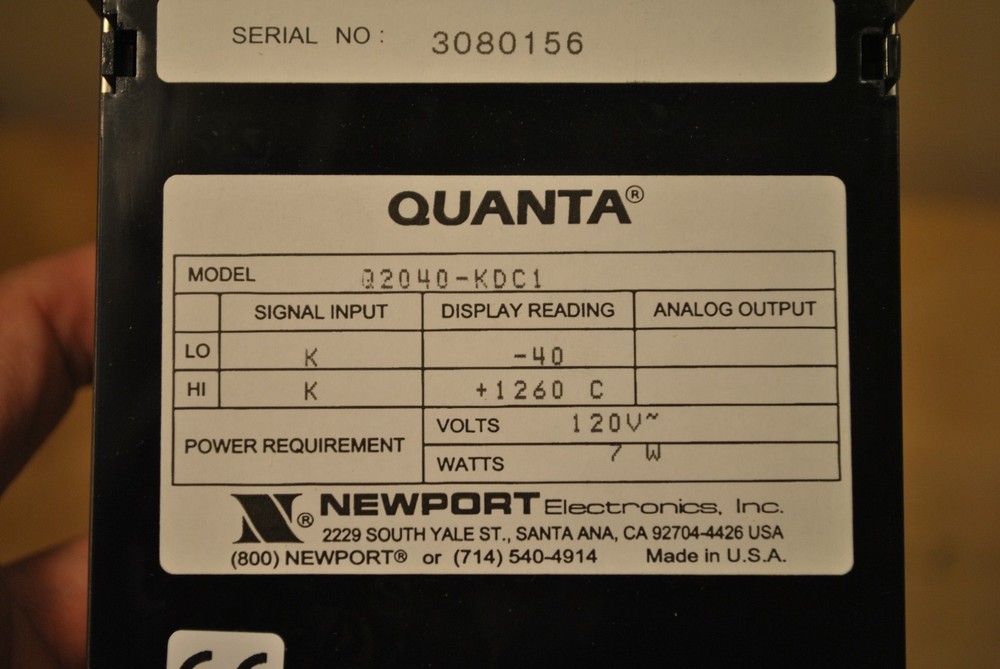 SERIAL NO: 3080156
QUANTA®
MODEL Q2040-KDC1
SIGNAL INPUT DISPLAY READING ANALOG OUTPUT
LO K -40
HI K +1260 C
POWER REQUIREMENT
VOLTS 120V~
WATTS 7 W
N® NEWPORT Electronics, Inc.
2229 SOUTH YALE ST., SANTA ANA, CA 92704-4426 USA
(800) NEWPORT® or (714) 540-4914 Made in U.S.A.
CE